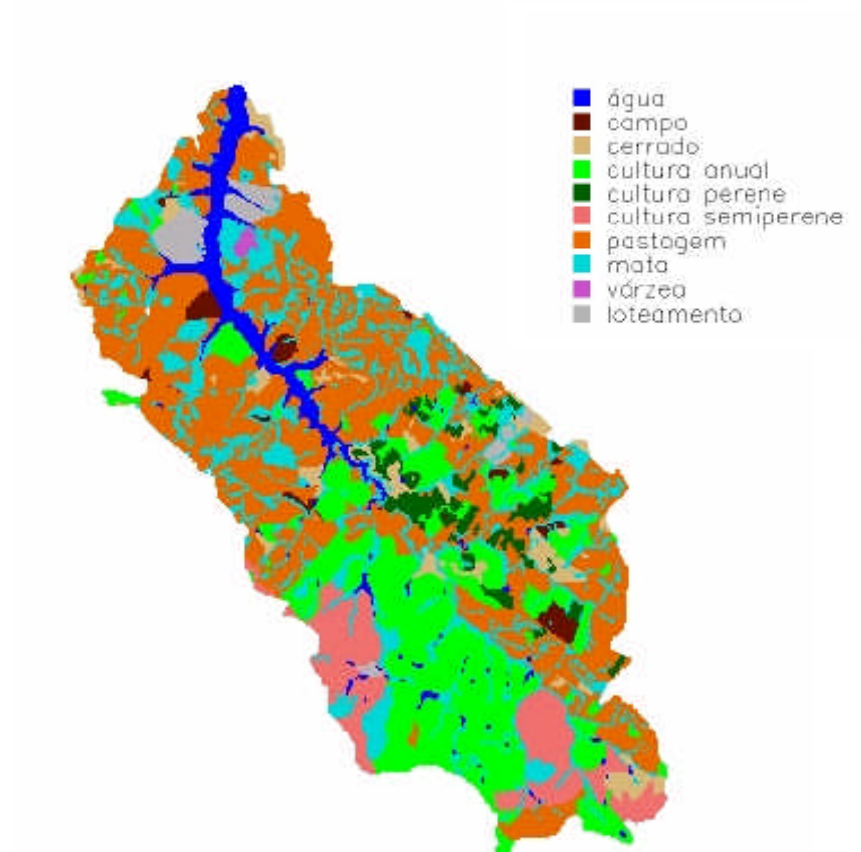 água
campo
cerrado
cultura anual
cultura perene
cultura semiperene
pastagem
mata
várzea
loteamento